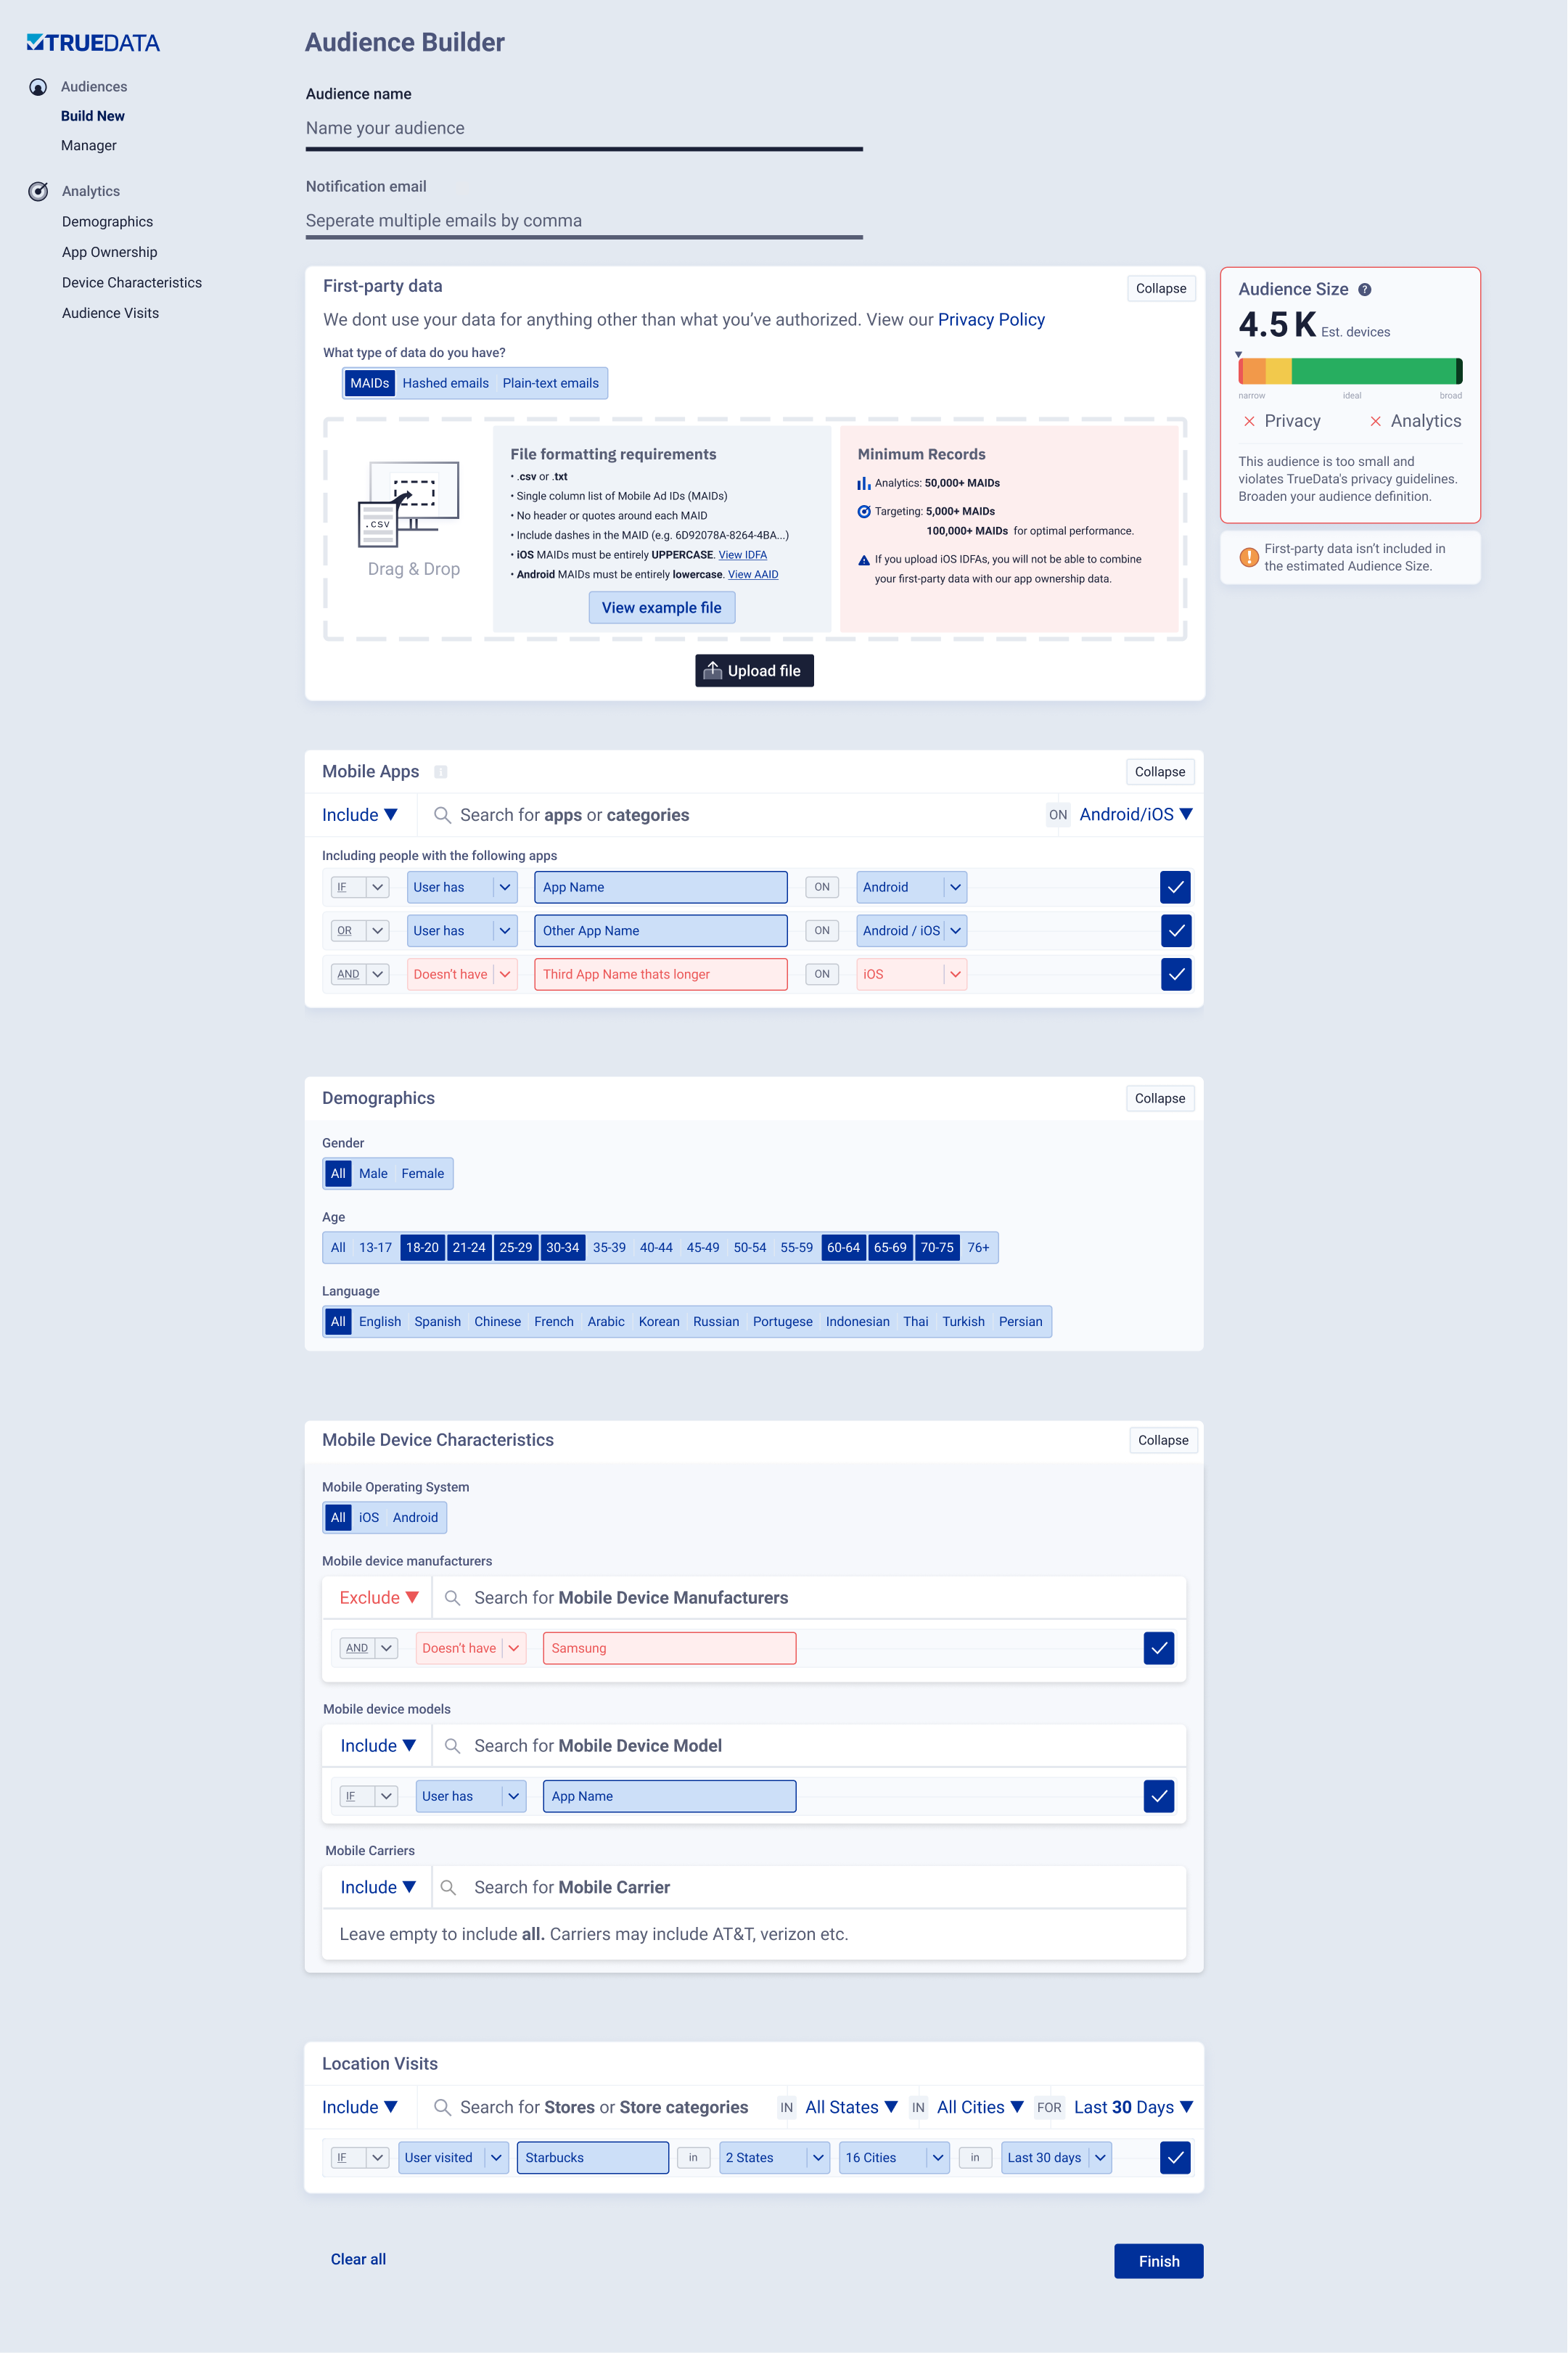 TRUEDATA
Audiences
Build New
Manager
Analytics
Demographics
App Ownership
Device Characteristics
Audience Visits
Audience Builder
Audience name
Name your audience
Notification email
Seperate multiple emails by comma
First-party data
Collapse
We dont use your data for anything other than what you’ve authorized. View our Privacy Policy
What type of data do you have?
MAIDs Hashed emails Plain-text emails
.CSV
Drag & Drop
File formatting requirements
• .csv or .txt
• Single column list of Mobile Ad IDs (MAIDs)
• No header or quotes around each MAID
• Include dashes in the MAID (e.g. 6D92078A-8264-4BA...)
• iOS MAIDs must be entirely UPPERCASE. View IDFA
• Android MAIDs must be entirely lowercase. View AAID
View example file
Minimum Records
Analytics: 50,000+ MAIDs
Targeting: 5,000+ MAIDs
100,000+ MAIDs for optimal performance.
If you upload iOS IDFAs, you will not be able to combine
your first-party data with our app ownership data.
Upload file
Audience Size ?
4.5 K Est. devices
narrow ideal broad
Privacy Analytics
This audience is too small and
violates TrueData's privacy guidelines.
Broaden your audience definition.
! First-party data isn’t included in
the estimated Audience Size.
Mobile Apps i
Collapse
Include ▼ Search for apps or categories ON Android/iOS ▼
Including people with the following apps
IF User has App Name ON Android
OR User has Other App Name ON Android / iOS
AND Doesn’t have Third App Name thats longer ON iOS
Demographics
Collapse
Gender
All Male Female
Age
All 13-17 18-20 21-24 25-29 30-34 35-39 40-44 45-49 50-54 55-59 60-64 65-69 70-75 76+
Language
All English Spanish Chinese French Arabic Korean Russian Portugese Indonesian Thai Turkish Persian
Mobile Device Characteristics
Collapse
Mobile Operating System
All iOS Android
Mobile device manufacturers
Exclude ▼ Search for Mobile Device Manufacturers
AND Doesn’t have Samsung
Mobile device models
Include ▼ Search for Mobile Device Model
IF User has App Name
Mobile Carriers
Include ▼ Search for Mobile Carrier
Leave empty to include all. Carriers may include AT&T, verizon etc.
Location Visits
Include ▼ Search for Stores or Store categories IN All States ▼ IN All Cities ▼ FOR Last 30 Days ▼
IF User visited Starbucks in 2 States 16 Cities in Last 30 days
Clear all
Finish